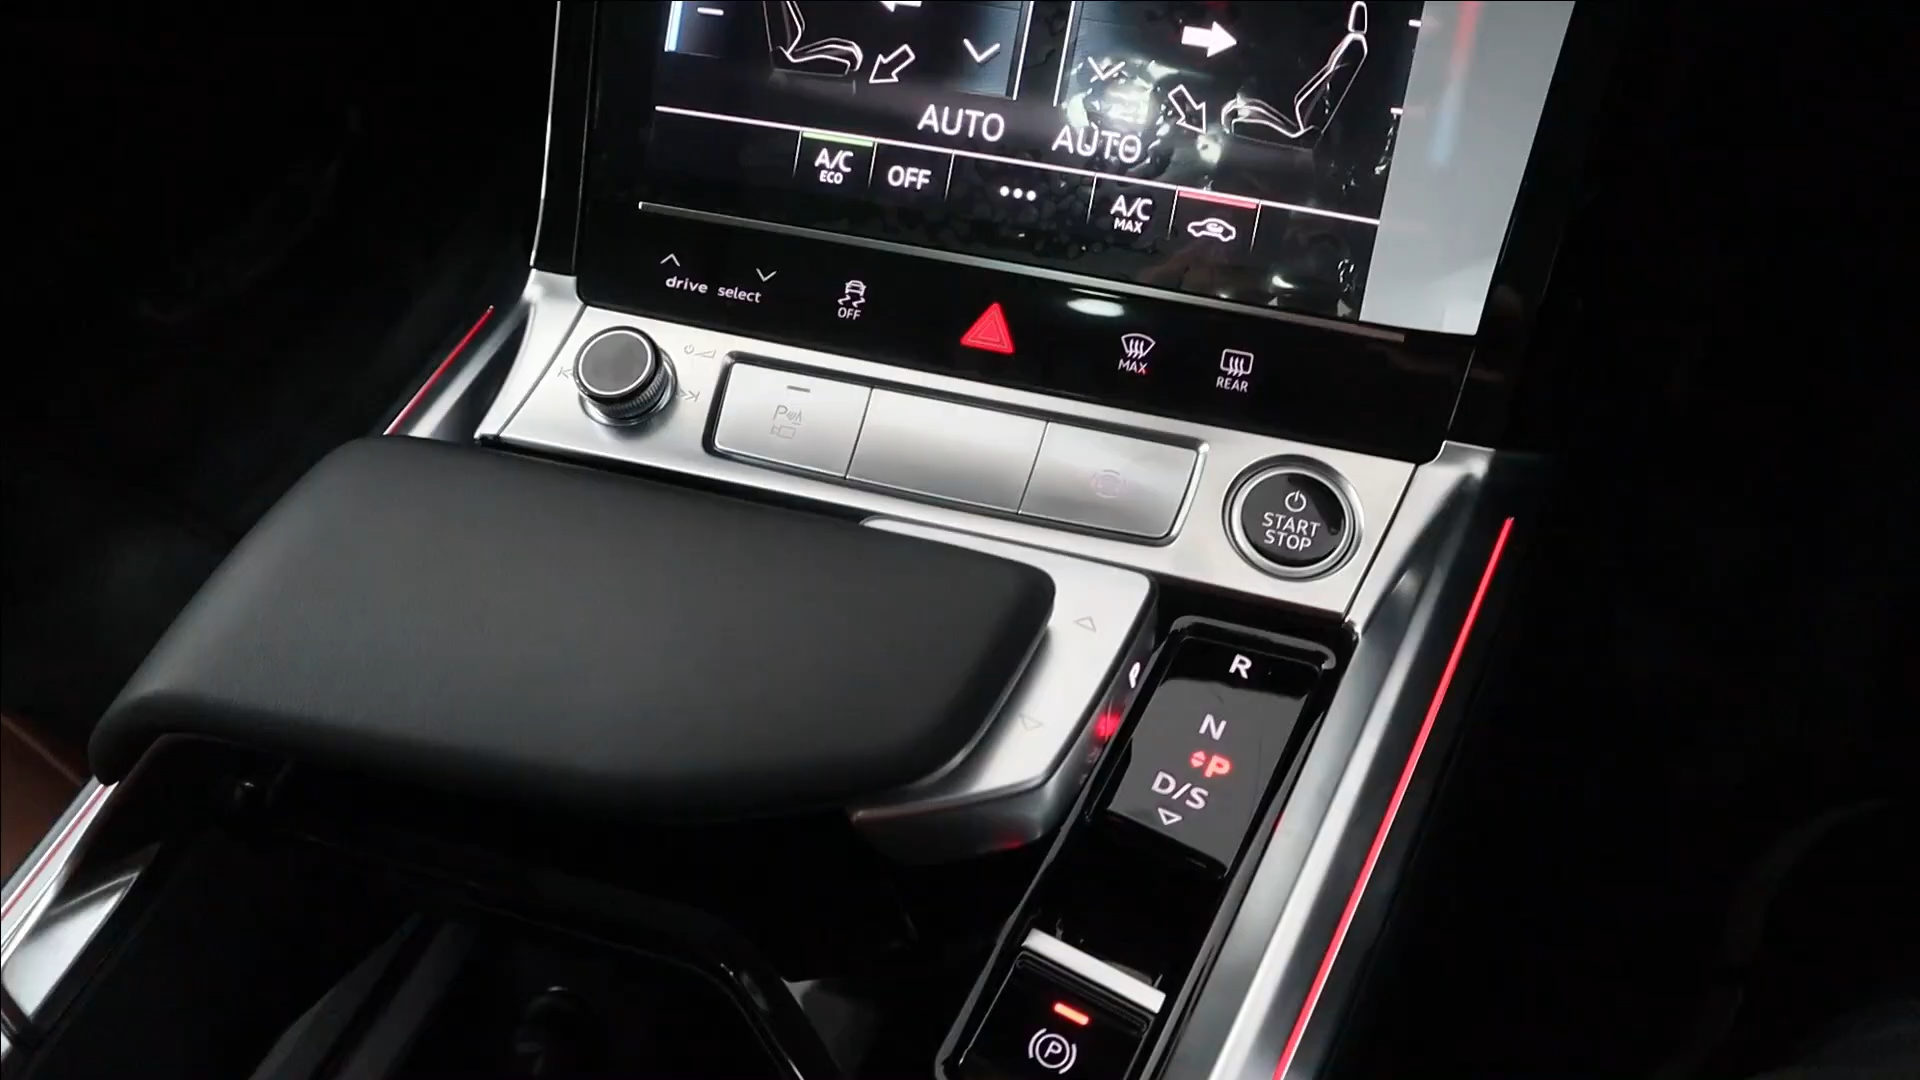 AUTO AUTO
A/C
ECO
OFF
A/C
MAX
drive select
OFF
MAX
REAR
P
START
STOP
R
N
P
D/S
P